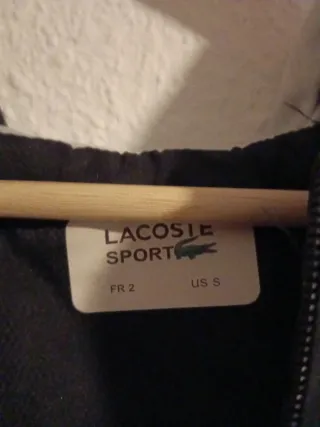 LACOSTE
SPORT
FR 2 US S